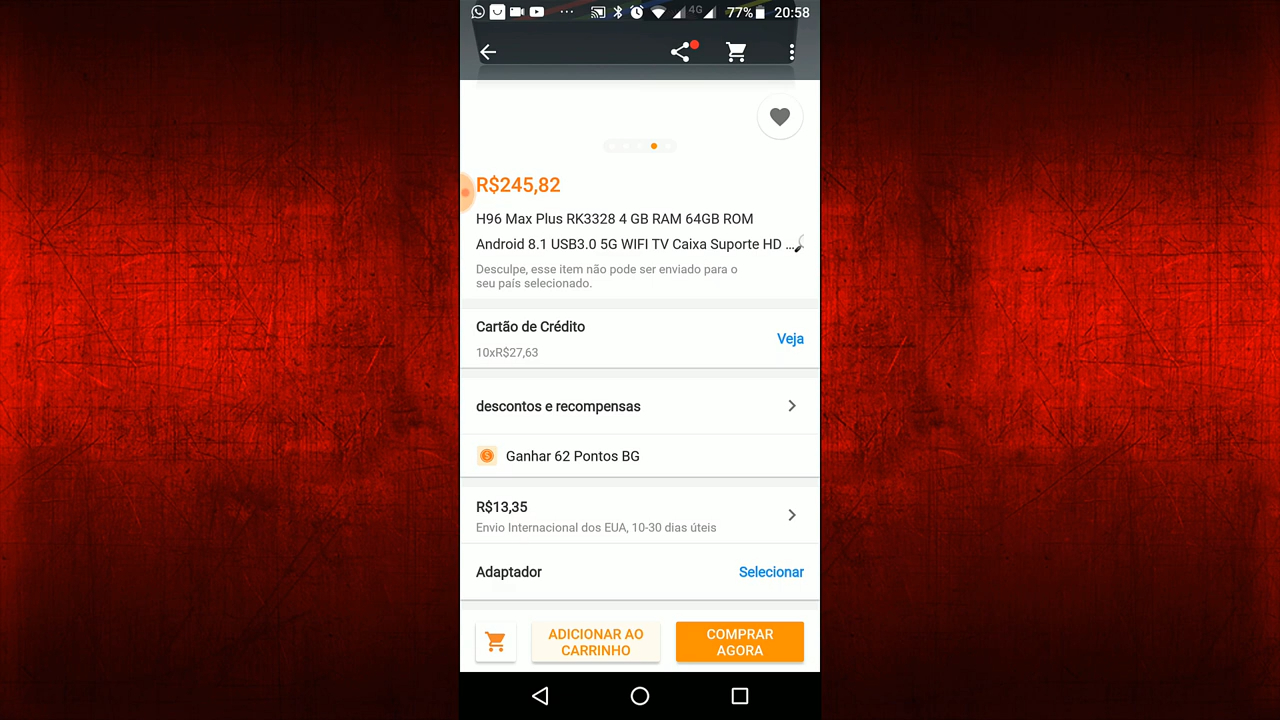 4G 77% 20:58
R$245,82
H96 Max Plus RK3328 4 GB RAM 64GB ROM
Android 8.1 USB3.0 5G WIFI TV Caixa Suporte HD ...
Desculpe, esse item não pode ser enviado para o
seu país selecionado.
Cartão de Crédito
Veja
10xR$27,63
descontos e recompensas
Ganhar 62 Pontos BG
R$13,35
Envio Internacional dos EUA, 10-30 dias úteis
Adaptador
Selecionar
ADICIONAR AO
CARRINHO
COMPRAR
AGORA